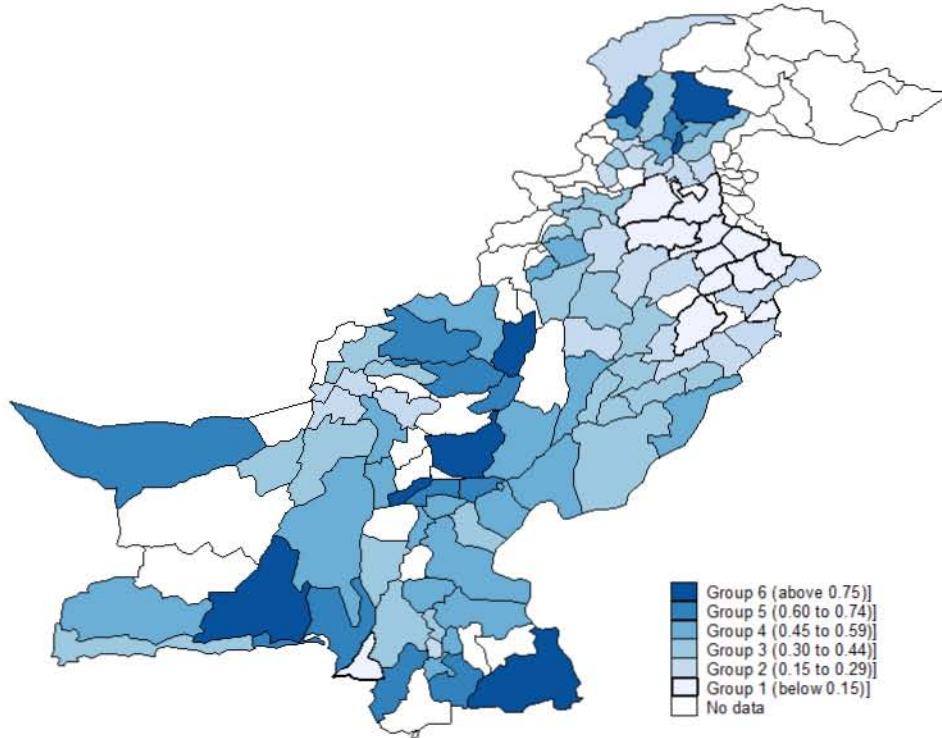 Group 6 (above 0.75)]
Group 5 (0.60 to 0.74)]
Group 4 (0.45 to 0.59)]
Group 3 (0.30 to 0.44)]
Group 2 (0.15 to 0.29)]
Group 1 (below 0.15)]
No data